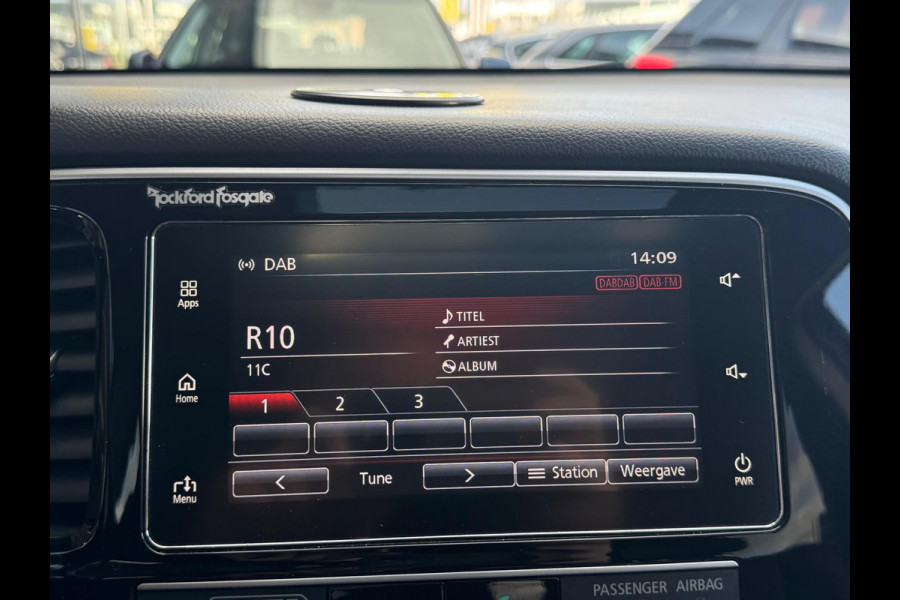 Rockford Fosgate
DAB 14:09
DABDAB DAB-FM
Apps
R10
TITEL
ARTIEST
11C
ALBUM
Home
1 2 3
< Tune > Station Weergave
Menu
PWR
PASSENGER AIRBAG